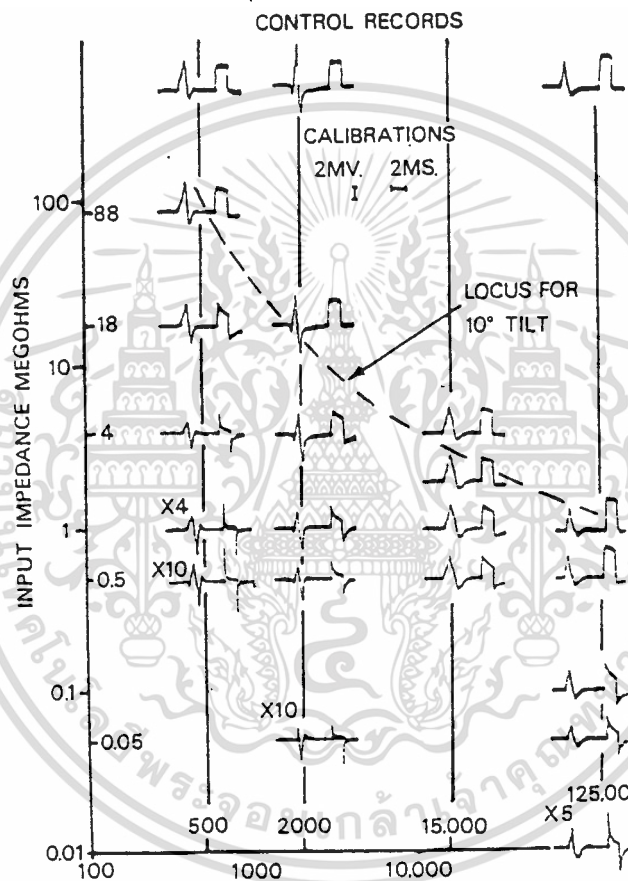 CONTROL RECORDS
CALIBRATIONS
2MV. 2MS.
100
88
LOCUS FOR
10° TILT
18
10
4
INPUT IMPEDANCE MEGOHMS
X4
1
X10
0.5
0.1
X10
0.05
125,00
X5
500 2000 15,000
0.01
100 1000 10,000